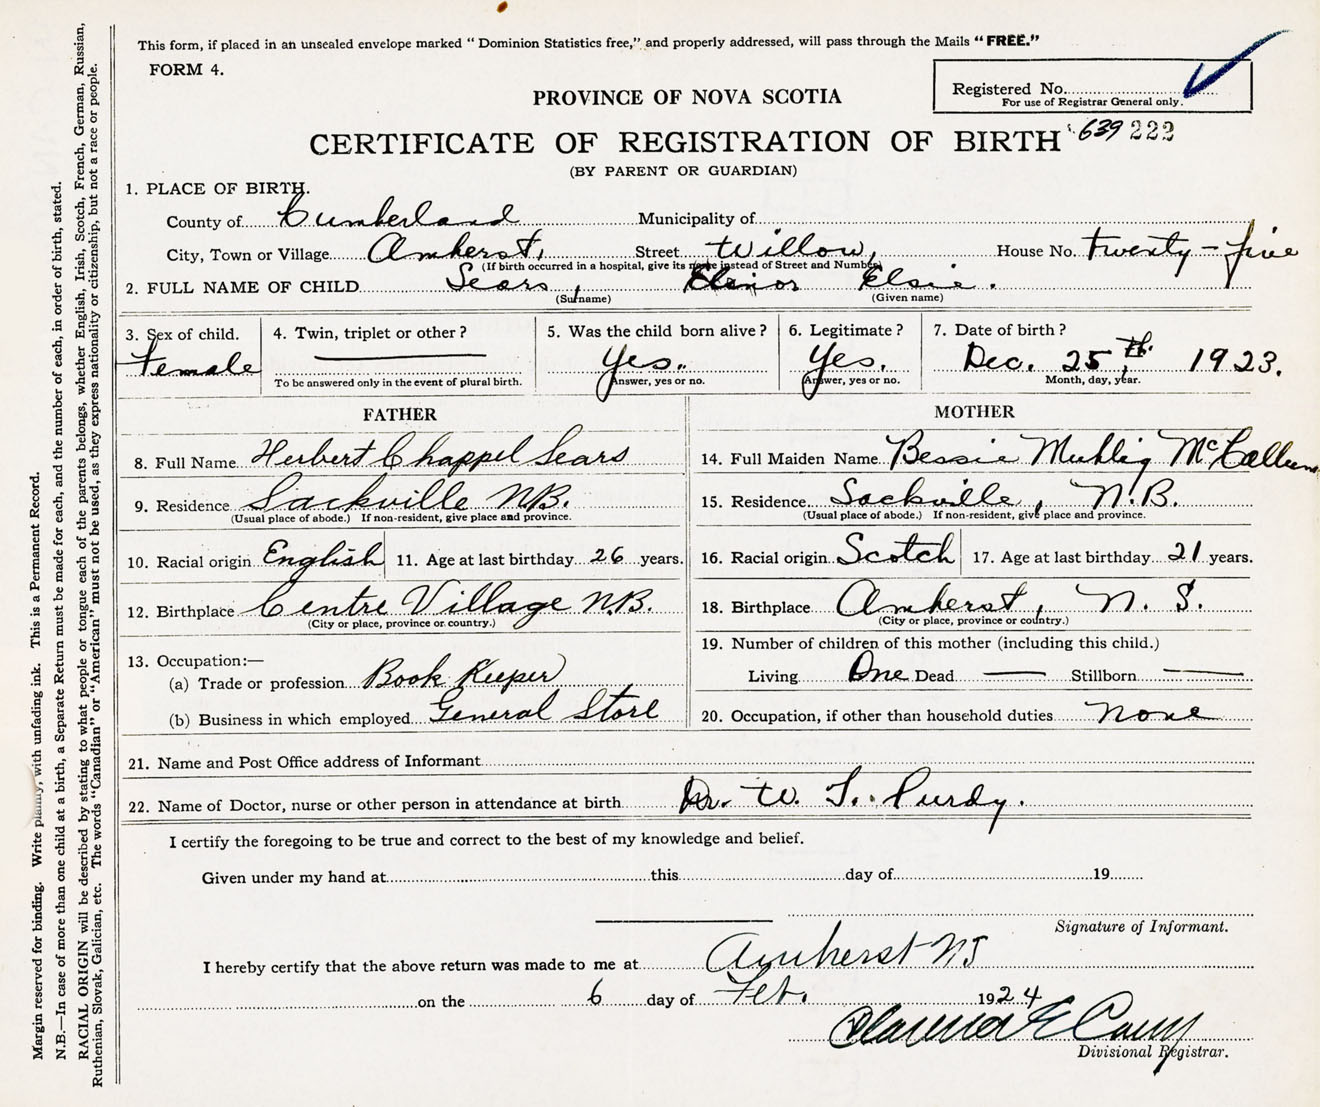 This form, if placed in an unsealed envelope marked “ Dominion Statistics free,” and properly addressed, will pass through the Mails “ FREE.”
FORM 4.
Registered No.
For use of Registrar General only.
PROVINCE OF NOVA SCOTIA
CERTIFICATE OF REGISTRATION OF BIRTH 639 222
(BY PARENT OR GUARDIAN)
1. PLACE OF BIRTH.
County of Cumberland Municipality of
City, Town or Village Amherst, Street Willow, House No. twenty-five
(If birth occurred in a hospital, give its name instead of Street and Number)
2. FULL NAME OF CHILD Sears, Elinor Elsie.
(Surname) (Given name)
3. Sex of child. Female
4. Twin, triplet or other ?
To be answered only in the event of plural birth.
5. Was the child born alive ? Yes.
Answer, yes or no.
6. Legitimate ? Yes.
Answer, yes or no.
7. Date of birth ? Dec. 25th. 1923.
Month, day, year.
FATHER
8. Full Name Herbert Chappel Sears
9. Residence Sackville N.B.
(Usual place of abode.) If non-resident, give place and province.
10. Racial origin English 11. Age at last birthday 26 years.
12. Birthplace Centre Village N.B.
(City or place, province or country.)
13. Occupation:—
(a) Trade or profession Book Keeper
(b) Business in which employed General Store
MOTHER
14. Full Maiden Name Bessie McCallum
15. Residence Sackville, N.B.
(Usual place of abode.) If non-resident, give place and province.
16. Racial origin Scotch 17. Age at last birthday 21 years.
18. Birthplace Amherst, N. S.
(City or place, province or country.)
19. Number of children of this mother (including this child.)
Living One Dead — Stillborn —
20. Occupation, if other than household duties none
21. Name and Post Office address of Informant
22. Name of Doctor, nurse or other person in attendance at birth Dr. W. T. Purdy.
I certify the foregoing to be true and correct to the best of my knowledge and belief.
Given under my hand at this day of 19
Signature of Informant.
I hereby certify that the above return was made to me at Amherst NS
on the 6 day of Feb. 1924
Clarence E
Divisional Registrar.
Margin reserved for binding. Write plainly, with unfading ink. This is a Permanent Record.
N.B.—In case of more than one child at a birth, a Separate Return must be made for each, and the number of each, in order of birth, stated.
RACIAL ORIGIN will be described by stating to what people or tongue each of the parents belongs, whether English, Irish, Scotch, French, German, Russian,
Ruthenian, Slovak, Galician, etc. The words “Canadian” or “American” must not be used, as they express nationality or citizenship, but not a race or people.